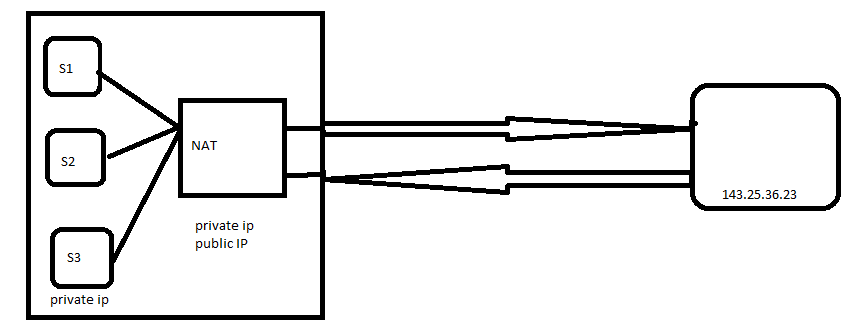 S1
NAT
S2
private ip
public IP
S3
private ip
143.25.36.23